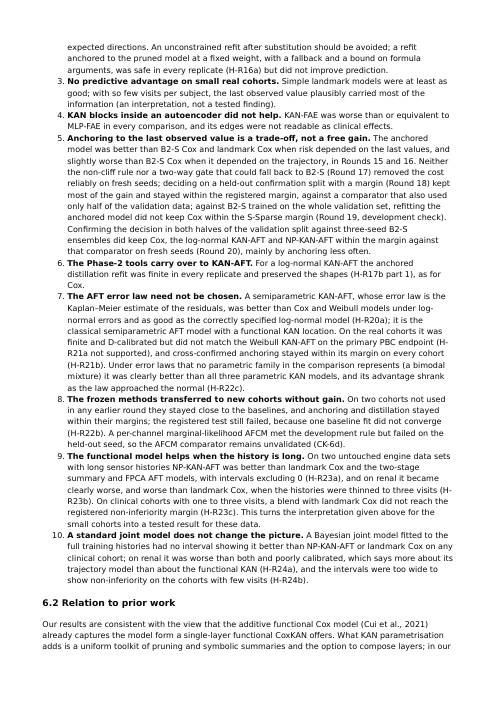 expected directions. An unconstrained refit after substitution should be avoided; a refit
anchored to the pruned model at a fixed weight, with a fallback and a bound on formula
arguments, was safe in every replicate (H-R16a) but did not improve prediction.
3. No predictive advantage on small real cohorts. Simple landmark models were at least as
good; with so few visits per subject, the last observed value plausibly carried most of the
information (an interpretation, not a tested finding).
4. KAN blocks inside an autoencoder did not help. KAN-FAE was worse than or equivalent to
MLP-FAE in every comparison, and its edges were not readable as clinical effects.
5. Anchoring to the last observed value is a trade-off, not a free gain. The anchored
model was better than B2-S Cox and landmark Cox when risk depended on the last values, and
slightly worse than B2-S Cox when it depended on the trajectory, in Rounds 15 and 16. Neither
the non-cliff rule nor a two-way gate that could fall back to B2-S (Round 17) removed the cost
reliably on fresh seeds; deciding on a held-out confirmation split with a margin (Round 18) kept
most of the gain and stayed within the registered margin, against a comparator that also used
only half of the validation data; against B2-S trained on the whole validation set, refitting the
anchored model did not keep Cox within the S-Sparse margin (Round 19, development check).
Confirming the decision in both halves of the validation split against three-seed B2-S
ensembles did keep Cox, the log-normal KAN-AFT and NP-KAN-AFT within the margin against
that comparator on fresh seeds (Round 20), mainly by anchoring less often.
6. The Phase-2 tools carry over to KAN-AFT. For a log-normal KAN-AFT the anchored
distillation refit was finite in every replicate and preserved the shapes (H-R17b part 1), as for
Cox.
7. The AFT error law need not be chosen. A semiparametric KAN-AFT, whose error law is the
Kaplan–Meier estimate of the residuals, was better than Cox and Weibull models under log-
normal errors and as good as the correctly specified log-normal model (H-R20a); it is the
classical semiparametric AFT model with a functional KAN location. On the real cohorts it was
finite and D-calibrated but did not match the Weibull KAN-AFT on the primary PBC endpoint (H-
R21a not supported), and cross-confirmed anchoring stayed within its margin on every cohort
(H-R21b). Under error laws that no parametric family in the comparison represents (a bimodal
mixture) it was clearly better than all three parametric KAN models, and its advantage shrank
as the law approached the normal (H-R22c).
8. The frozen methods transferred to new cohorts without gain. On two cohorts not used
in any earlier round they stayed close to the baselines, and anchoring and distillation stayed
within their margins; the registered test still failed, because one baseline fit did not converge
(H-R22b). A per-channel marginal-likelihood AFCM met the development rule but failed on the
held-out seed, so the AFCM comparator remains unvalidated (CK-6d).
9. The functional model helps when the history is long. On two untouched engine data sets
with long sensor histories NP-KAN-AFT was better than landmark Cox and the two-stage
summary and FPCA AFT models, with intervals excluding 0 (H-R23a), and on renal it became
clearly worse, and worse than landmark Cox, when the histories were thinned to three visits (H-
R23b). On clinical cohorts with one to three visits, a blend with landmark Cox did not reach the
registered non-inferiority margin (H-R23c). This turns the interpretation given above for the
small cohorts into a tested result for these data.
10. A standard joint model does not change the picture. A Bayesian joint model fitted to the
full training histories had no interval showing it better than NP-KAN-AFT or landmark Cox on any
clinical cohort; on renal it was worse than both and poorly calibrated, which says more about its
trajectory model than about the functional KAN (H-R24a), and the intervals were too wide to
show non-inferiority on the cohorts with few visits (H-R24b).
6.2 Relation to prior work
Our results are consistent with the view that the additive functional Cox model (Cui et al., 2021)
already captures the model form a single-layer functional CoxKAN offers. What KAN parametrisation
adds is a uniform toolkit of pruning and symbolic summaries and the option to compose layers; in our